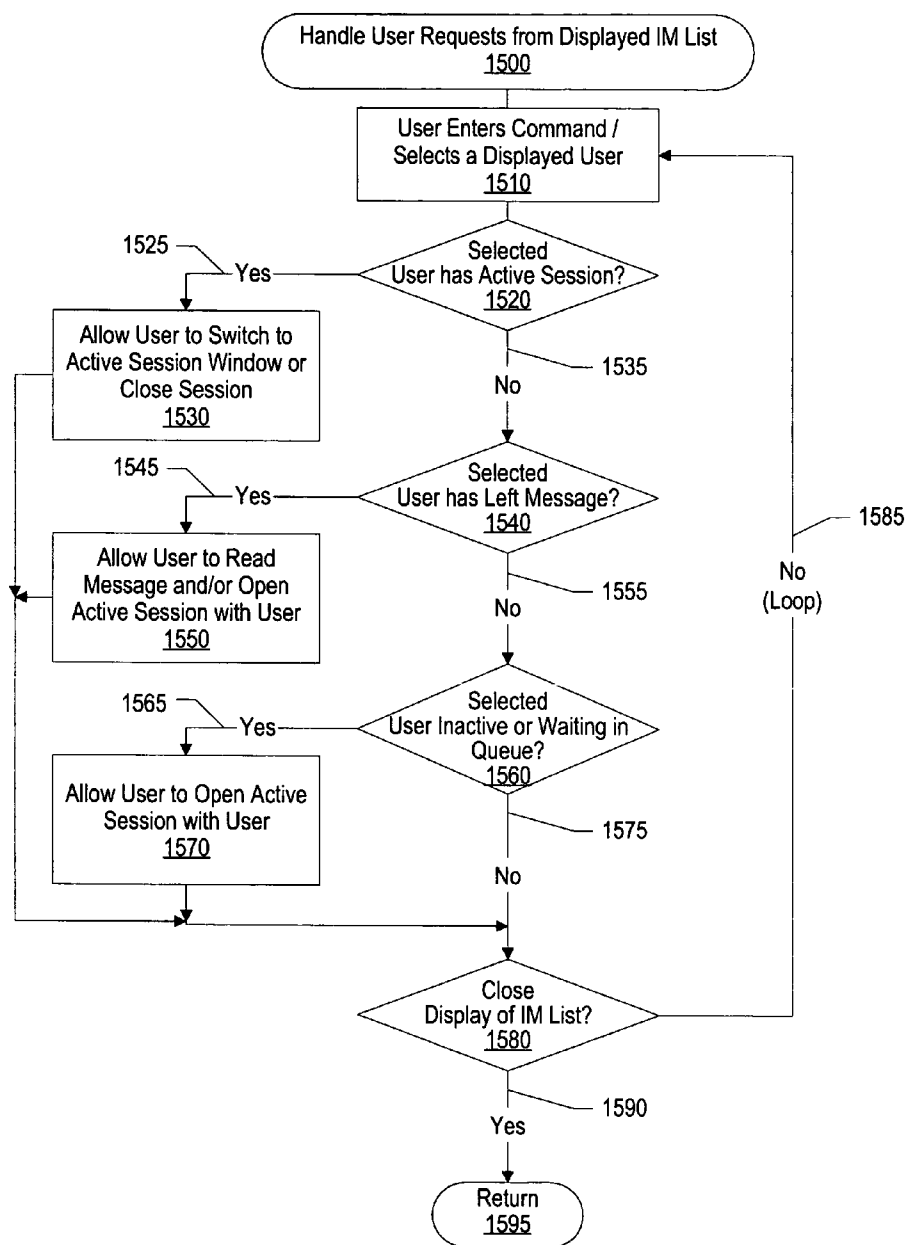 Handle User Requests from Displayed IM List
1500
User Enters Command /
Selects a Displayed User
1510
1525
Yes
Selected
User has Active Session?
1520
Allow User to Switch to
Active Session Window or
Close Session
1530
1535
No
1545
Yes
Selected
User has Left Message?
1540
1585
Allow User to Read
Message and/or Open
Active Session with User
1550
1555
No
No
(Loop)
1565
Yes
Selected
User Inactive or Waiting in
Queue?
1560
Allow User to Open Active
Session with User
1570
1575
No
Close
Display of IM List?
1580
1590
Yes
Return
1595